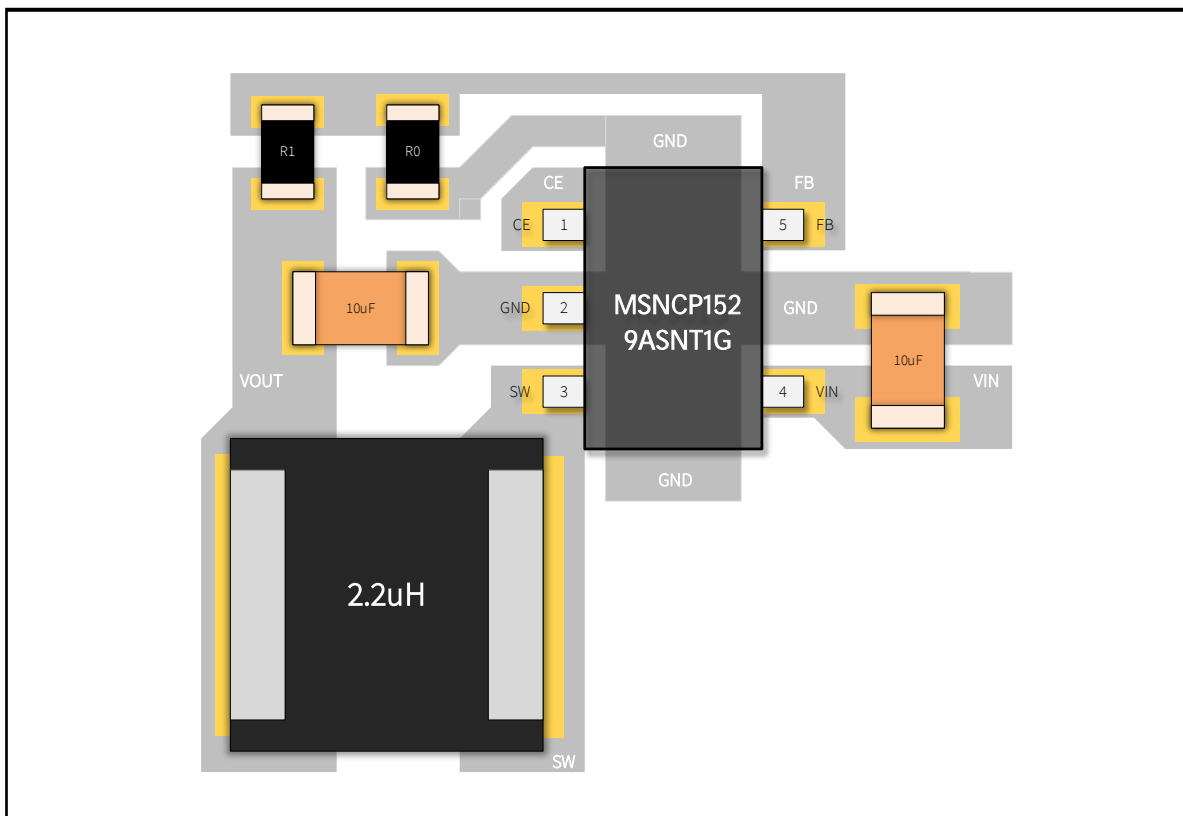 GND
R1
R0
CE
FB
CE
1
5
FB
MSNCP152
9ASNT1G
GND
2
GND
10uF
10uF
VOUT
SW
3
4
VIN
VIN
GND
2.2uH
SW